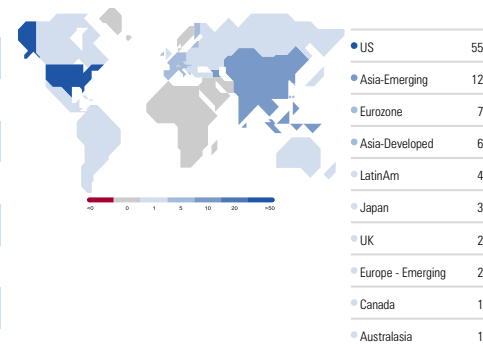 <0 0 1 5 10 20 >50
US 55
Asia-Emerging 12
Eurozone 7
Asia-Developed 6
LatinAm 4
Japan 3
UK 2
Europe - Emerging 2
Canada 1
Australasia 1